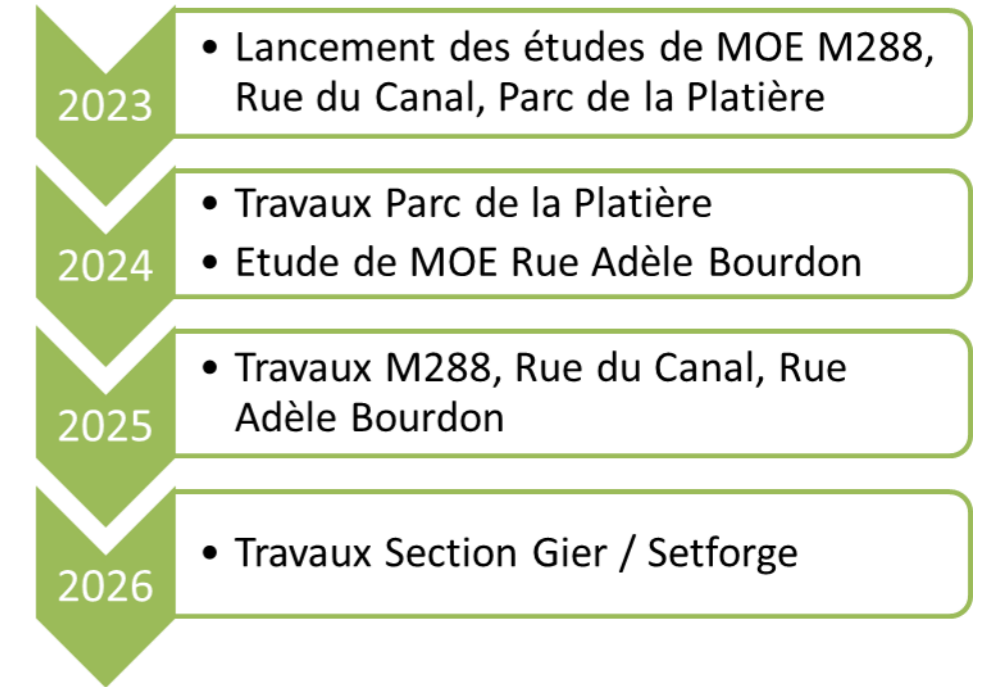 2023
• Lancement des études de MOE M288,
Rue du Canal, Parc de la Platière
2024
• Travaux Parc de la Platière
• Etude de MOE Rue Adèle Bourdon
2025
• Travaux M288, Rue du Canal, Rue
Adèle Bourdon
2026
• Travaux Section Gier / Setforge